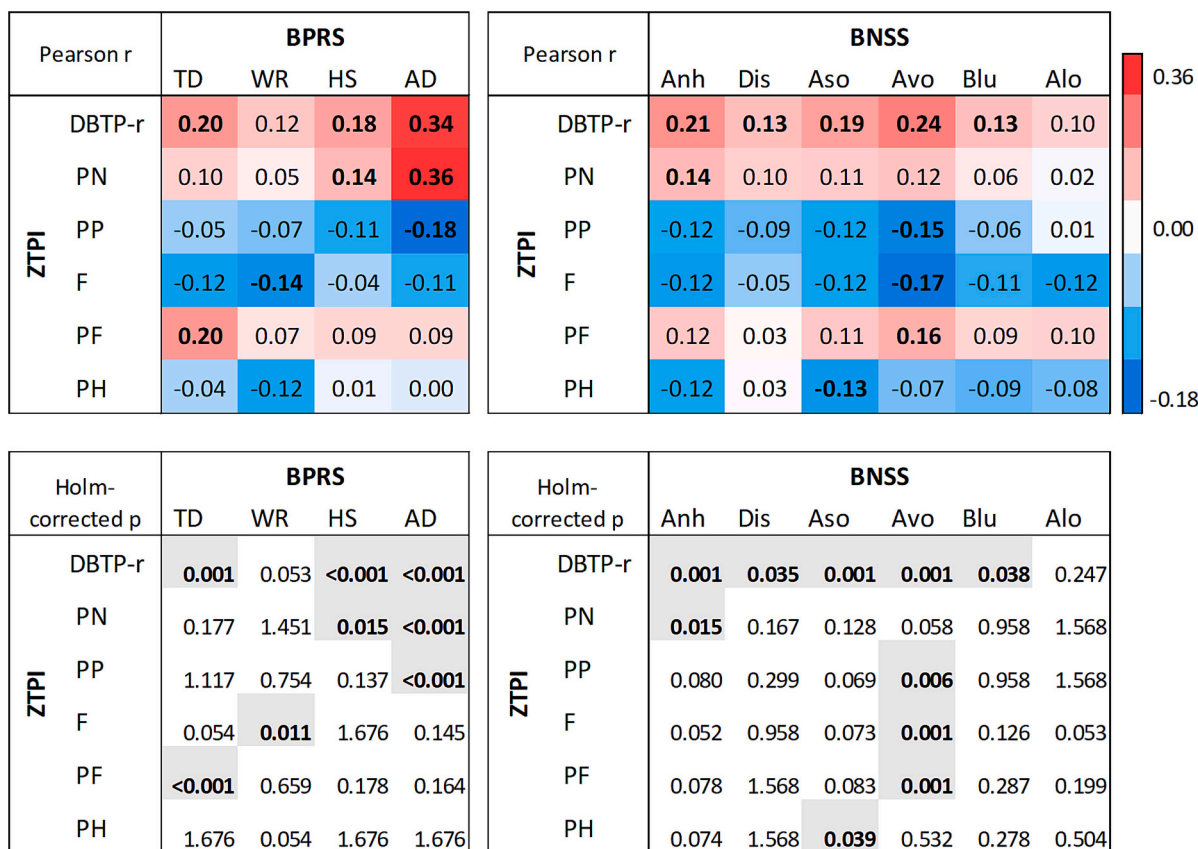 Pearson r BPRS
TD WR HS AD
ZTPI
DBTP-r 0.20 0.12 0.18 0.34
PN 0.10 0.05 0.14 0.36
PP -0.05 -0.07 -0.11 -0.18
F -0.12 -0.14 -0.04 -0.11
PF 0.20 0.07 0.09 0.09
PH -0.04 -0.12 0.01 0.00
Pearson r BNSS
Anh Dis Aso Avo Blu Alo
ZTPI
DBTP-r 0.21 0.13 0.19 0.24 0.13 0.10
PN 0.14 0.10 0.11 0.12 0.06 0.02
PP -0.12 -0.09 -0.12 -0.15 -0.06 0.01
F -0.12 -0.05 -0.12 -0.17 -0.11 -0.12
PF 0.12 0.03 0.11 0.16 0.09 0.10
PH -0.12 0.03 -0.13 -0.07 -0.09 -0.08
0.36
0.00
-0.18
Holm-
corrected p
BPRS
TD WR HS AD
ZTPI
DBTP-r 0.001 0.053 <0.001 <0.001
PN 0.177 1.451 0.015 <0.001
PP 1.117 0.754 0.137 <0.001
F 0.054 0.011 1.676 0.145
PF <0.001 0.659 0.178 0.164
PH 1.676 0.054 1.676 1.676
Holm-
corrected p
BNSS
Anh Dis Aso Avo Blu Alo
ZTPI
DBTP-r 0.001 0.035 0.001 0.001 0.038 0.247
PN 0.015 0.167 0.128 0.058 0.958 1.568
PP 0.080 0.299 0.069 0.006 0.958 1.568
F 0.052 0.958 0.073 0.001 0.126 0.053
PF 0.078 1.568 0.083 0.001 0.287 0.199
PH 0.074 1.568 0.039 0.532 0.278 0.504